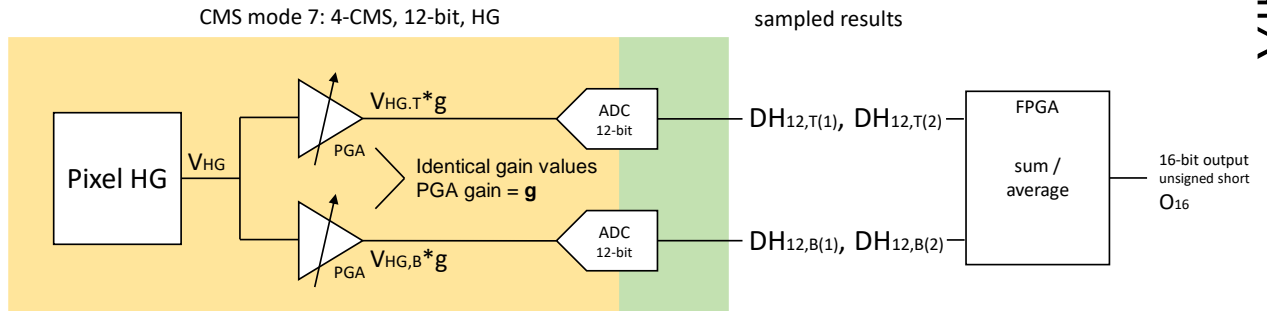 CMS mode 7: 4-CMS, 12-bit, HG
sampled results
Pixel HG
VHG
VHG.T*g
PGA
ADC
12-bit
DH12,T(1), DH12,T(2)
Identical gain values
PGA gain = g
VHG,B*g
PGA
ADC
12-bit
DH12,B(1), DH12,B(2)
FPGA
sum /
average
16-bit output
unsigned short
O16